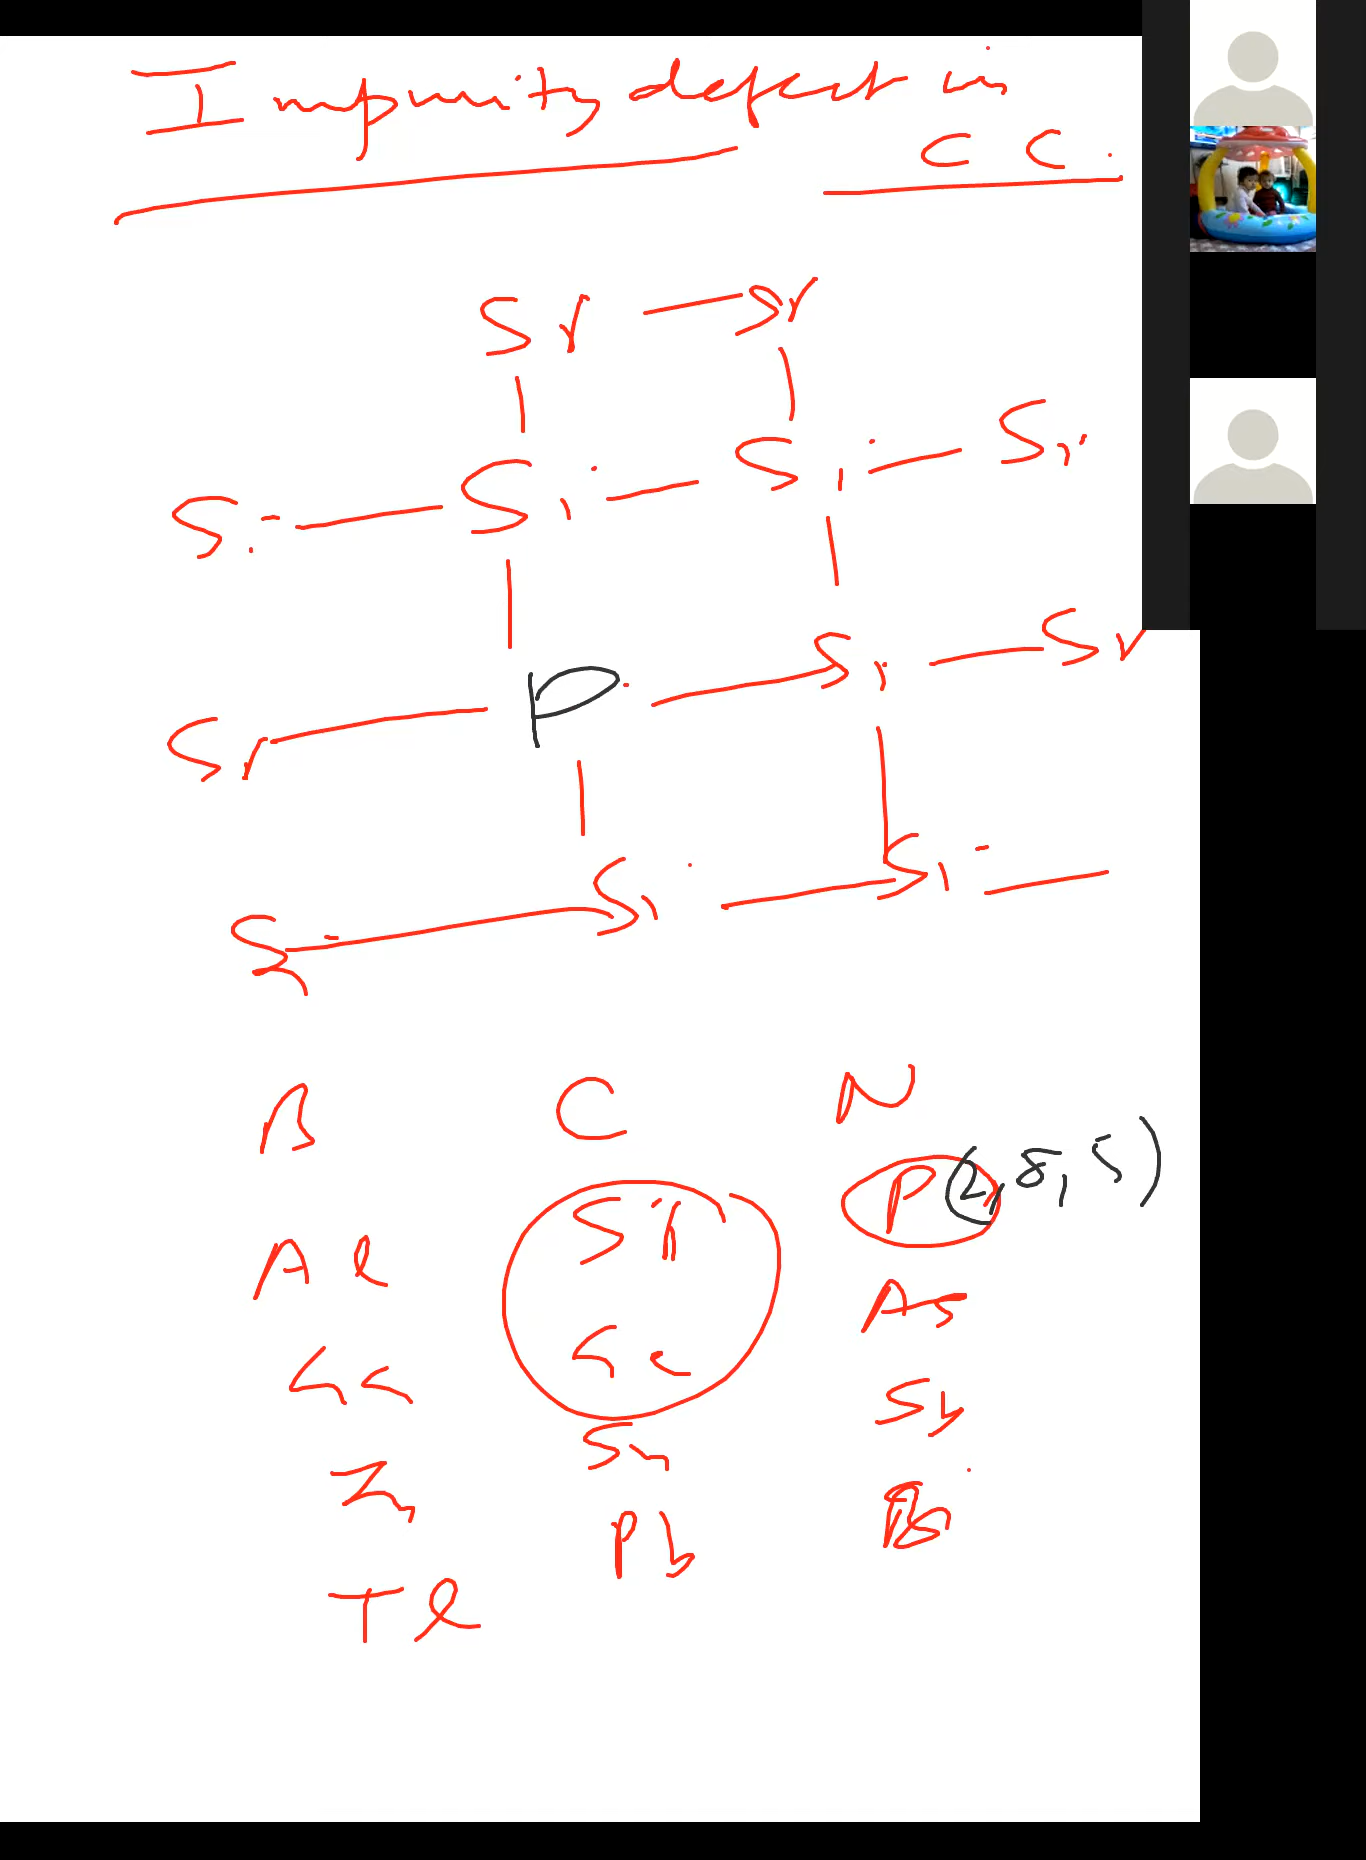 Impurity defect in
C C.
Si — Si
Si — Si — Si — Si
Si — P — Si — Si
Si — Si — Si —
B C N
Al Si P (2, 8, 5)
Ga Ge As
Zn Sn Sb
Tl Pb Bi